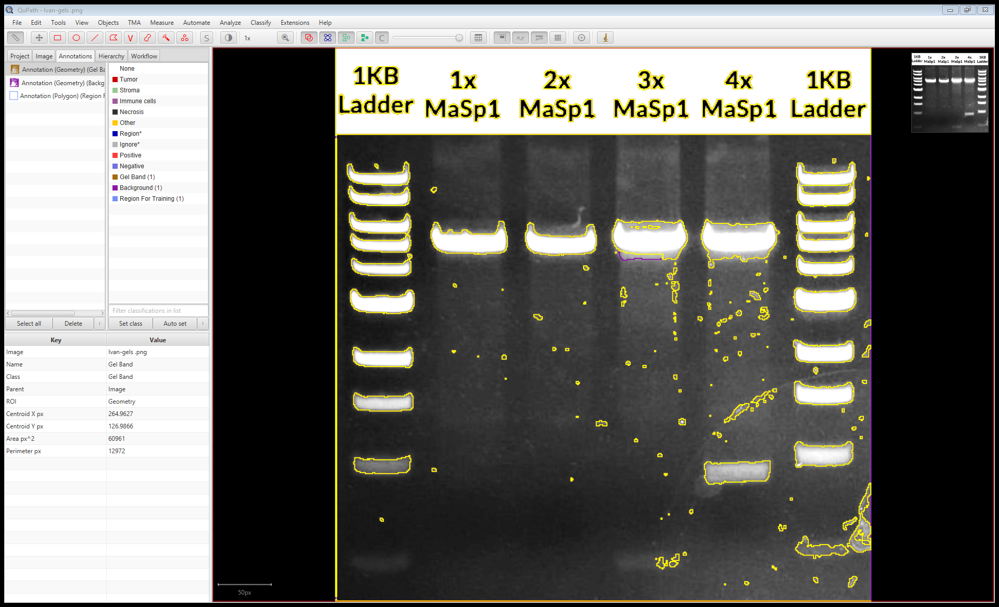 QuPath - Ivan-gels .png
File Edit Tools View Objects TMA Measure Automate Analyze Classify Extensions Help
S 1x C x,y μm
Project Image Annotations Hierarchy Workflow
Annotation (Geometry) (Gel Ba
Annotation (Geometry) (Backg
Annotation (Polygon) (Region F
None
Tumor
Stroma
Immune cells
Necrosis
Other
Region*
Ignore*
Positive
Negative
Gel Band (1)
Background (1)
Region For Training (1)
Filter classifications in list
Select all Delete Set class Auto set
Key Value
Image Ivan-gels .png
Name Gel Band
Class Gel Band
Parent Image
ROI Geometry
Centroid X px 264.9627
Centroid Y px 126.9866
Area px^2 60961
Perimeter px 12972
1KB Ladder
1x MaSp1
2x MaSp1
3x MaSp1
4x MaSp1
1KB Ladder
50px
1KB Ladder
1x MaSp1
2x MaSp1
3x MaSp1
4x MaSp1
1KB Ladder